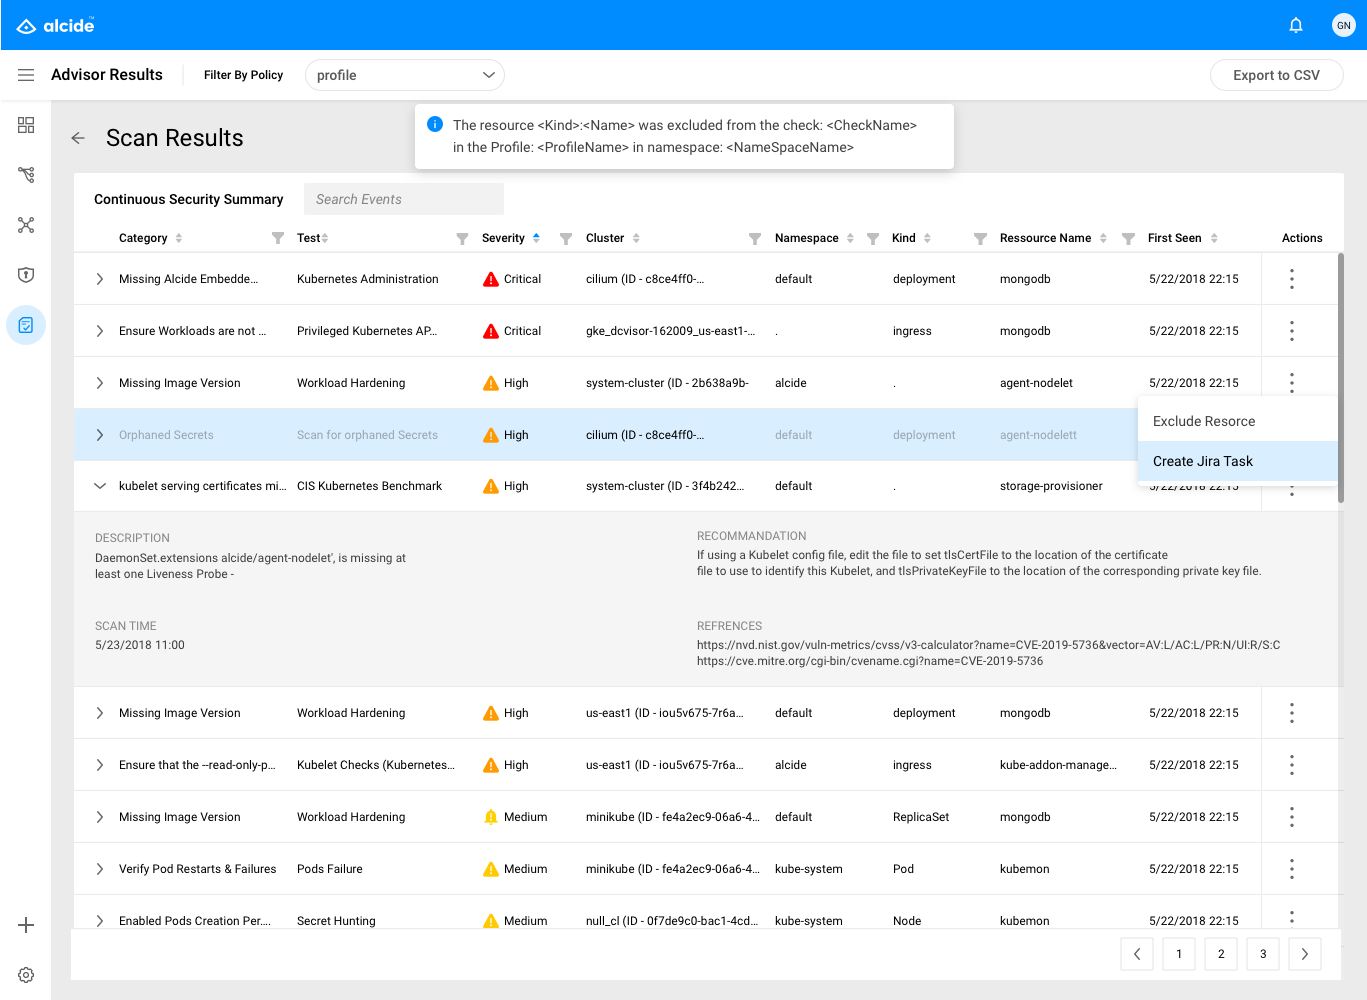 alcide™
GN
Advisor Results
Filter By Policy
profile
Export to CSV
Scan Results
The resource <Kind>:<Name> was excluded from the check: <CheckName>
in the Profile: <ProfileName> in namespace: <NameSpaceName>
Continuous Security Summary
Search Events
Category Test Severity Cluster Namespace Kind Ressource Name First Seen Actions
Missing Alcide Embedde... Kubernetes Administration Critical cilium (ID - c8ce4ff0-... default deployment mongodb 5/22/2018 22:15
Ensure Workloads are not ... Privileged Kubernetes AP... Critical gke_dcvisor-162009_us-east1-... . ingress mongodb 5/22/2018 22:15
Missing Image Version Workload Hardening High system-cluster (ID - 2b638a9b- alcide . agent-nodelet 5/22/2018 22:15
Orphaned Secrets Scan for orphaned Secrets High cilium (ID - c8ce4ff0-... default deployment agent-nodelett
Exclude Resorce
Create Jira Task
kubelet serving certificates mi... CIS Kubernetes Benchmark High system-cluster (ID - 3f4b242... default . storage-provisioner 5/22/2018 22:15
DESCRIPTION
DaemonSet.extensions alcide/agent-nodelet', is missing at
least one Liveness Probe -
RECOMMANDATION
If using a Kubelet config file, edit the file to set tlsCertFile to the location of the certificate
file to use to identify this Kubelet, and tlsPrivateKeyFile to the location of the corresponding private key file.
SCAN TIME
5/23/2018 11:00
REFRENCES
https://nvd.nist.gov/vuln-metrics/cvss/v3-calculator?name=CVE-2019-5736&vector=AV:L/AC:L/PR:N/UI:R/S:C
https://cve.mitre.org/cgi-bin/cvename.cgi?name=CVE-2019-5736
Missing Image Version Workload Hardening High us-east1 (ID - iou5v675-7r6a... default deployment mongodb 5/22/2018 22:15
Ensure that the --read-only-p... Kubelet Checks (Kubernetes... High us-east1 (ID - iou5v675-7r6a... alcide ingress kube-addon-manage... 5/22/2018 22:15
Missing Image Version Workload Hardening Medium minikube (ID - fe4a2ec9-06a6-4... default ReplicaSet mongodb 5/22/2018 22:15
Verify Pod Restarts & Failures Pods Failure Medium minikube (ID - fe4a2ec9-06a6-4... kube-system Pod kubemon 5/22/2018 22:15
Enabled Pods Creation Per.... Secret Hunting Medium null_cl (ID - 0f7de9c0-bac1-4cd... kube-system Node kubemon 5/22/2018 22:15
1 2 3